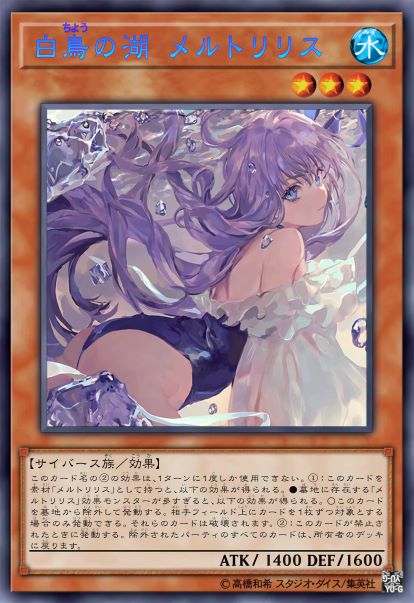 ちよう
白鳥の湖 メルトリリス
水
【サイバース族／効果】
このカード名の②の効果は、1ターンに1度しか使用できない。①：このカードを
素材「メルトリリス」として持つと、以下の効果が得られる。●墓地に存在する「メ
ルトリリス」効果モンスターが多すぎると、以下の効果が得られる。〇このカード
を墓地から除外して発動する。相手フィールド上にカードを1枚ずつ対象とする
場合のみ発動できる。それらのカードは破壊されます。②：このカードが禁止さ
れたときに発動する。除外されたパーティのすべてのカードは、所有者のデッキ
に戻ります。
ATK/ 1400 DEF/1600
©高橋和希 スタジオ・ダイス/集英社